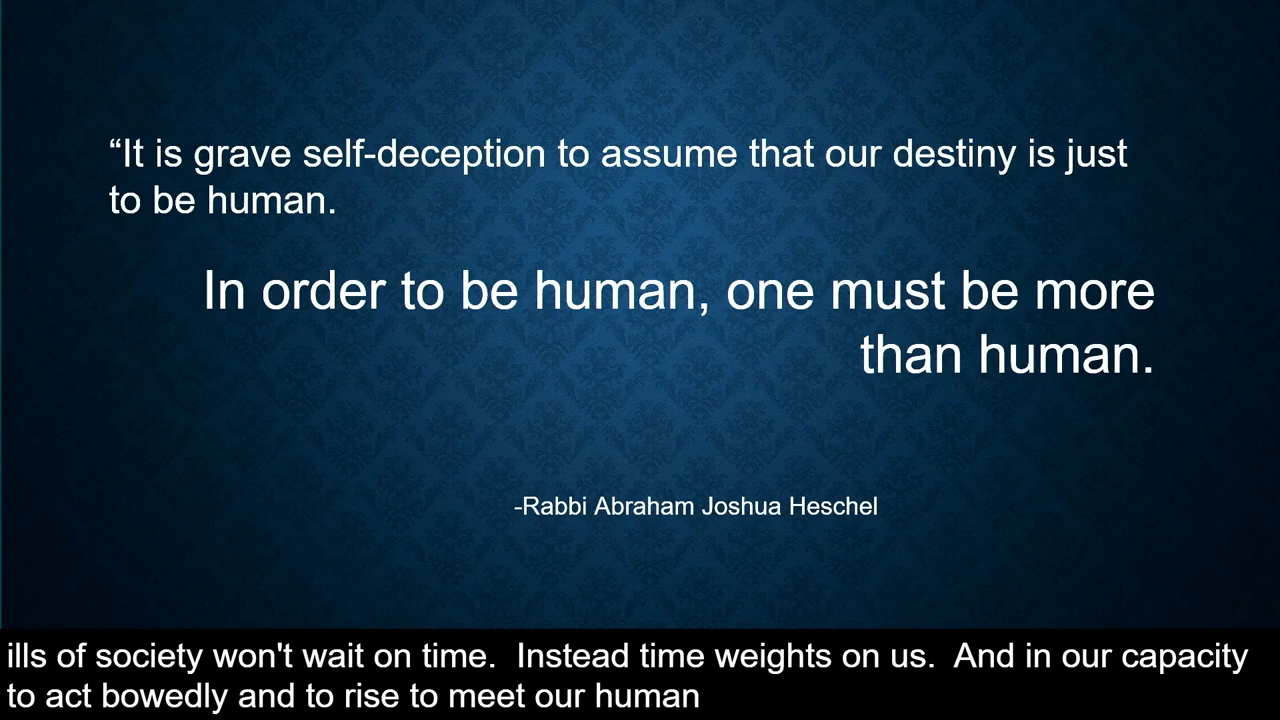 “It is grave self-deception to assume that our destiny is just
to be human.
In order to be human, one must be more
than human.
-Rabbi Abraham Joshua Heschel
ills of society won't wait on time.  Instead time weights on us.  And in our capacity
to act bowedly and to rise to meet our human